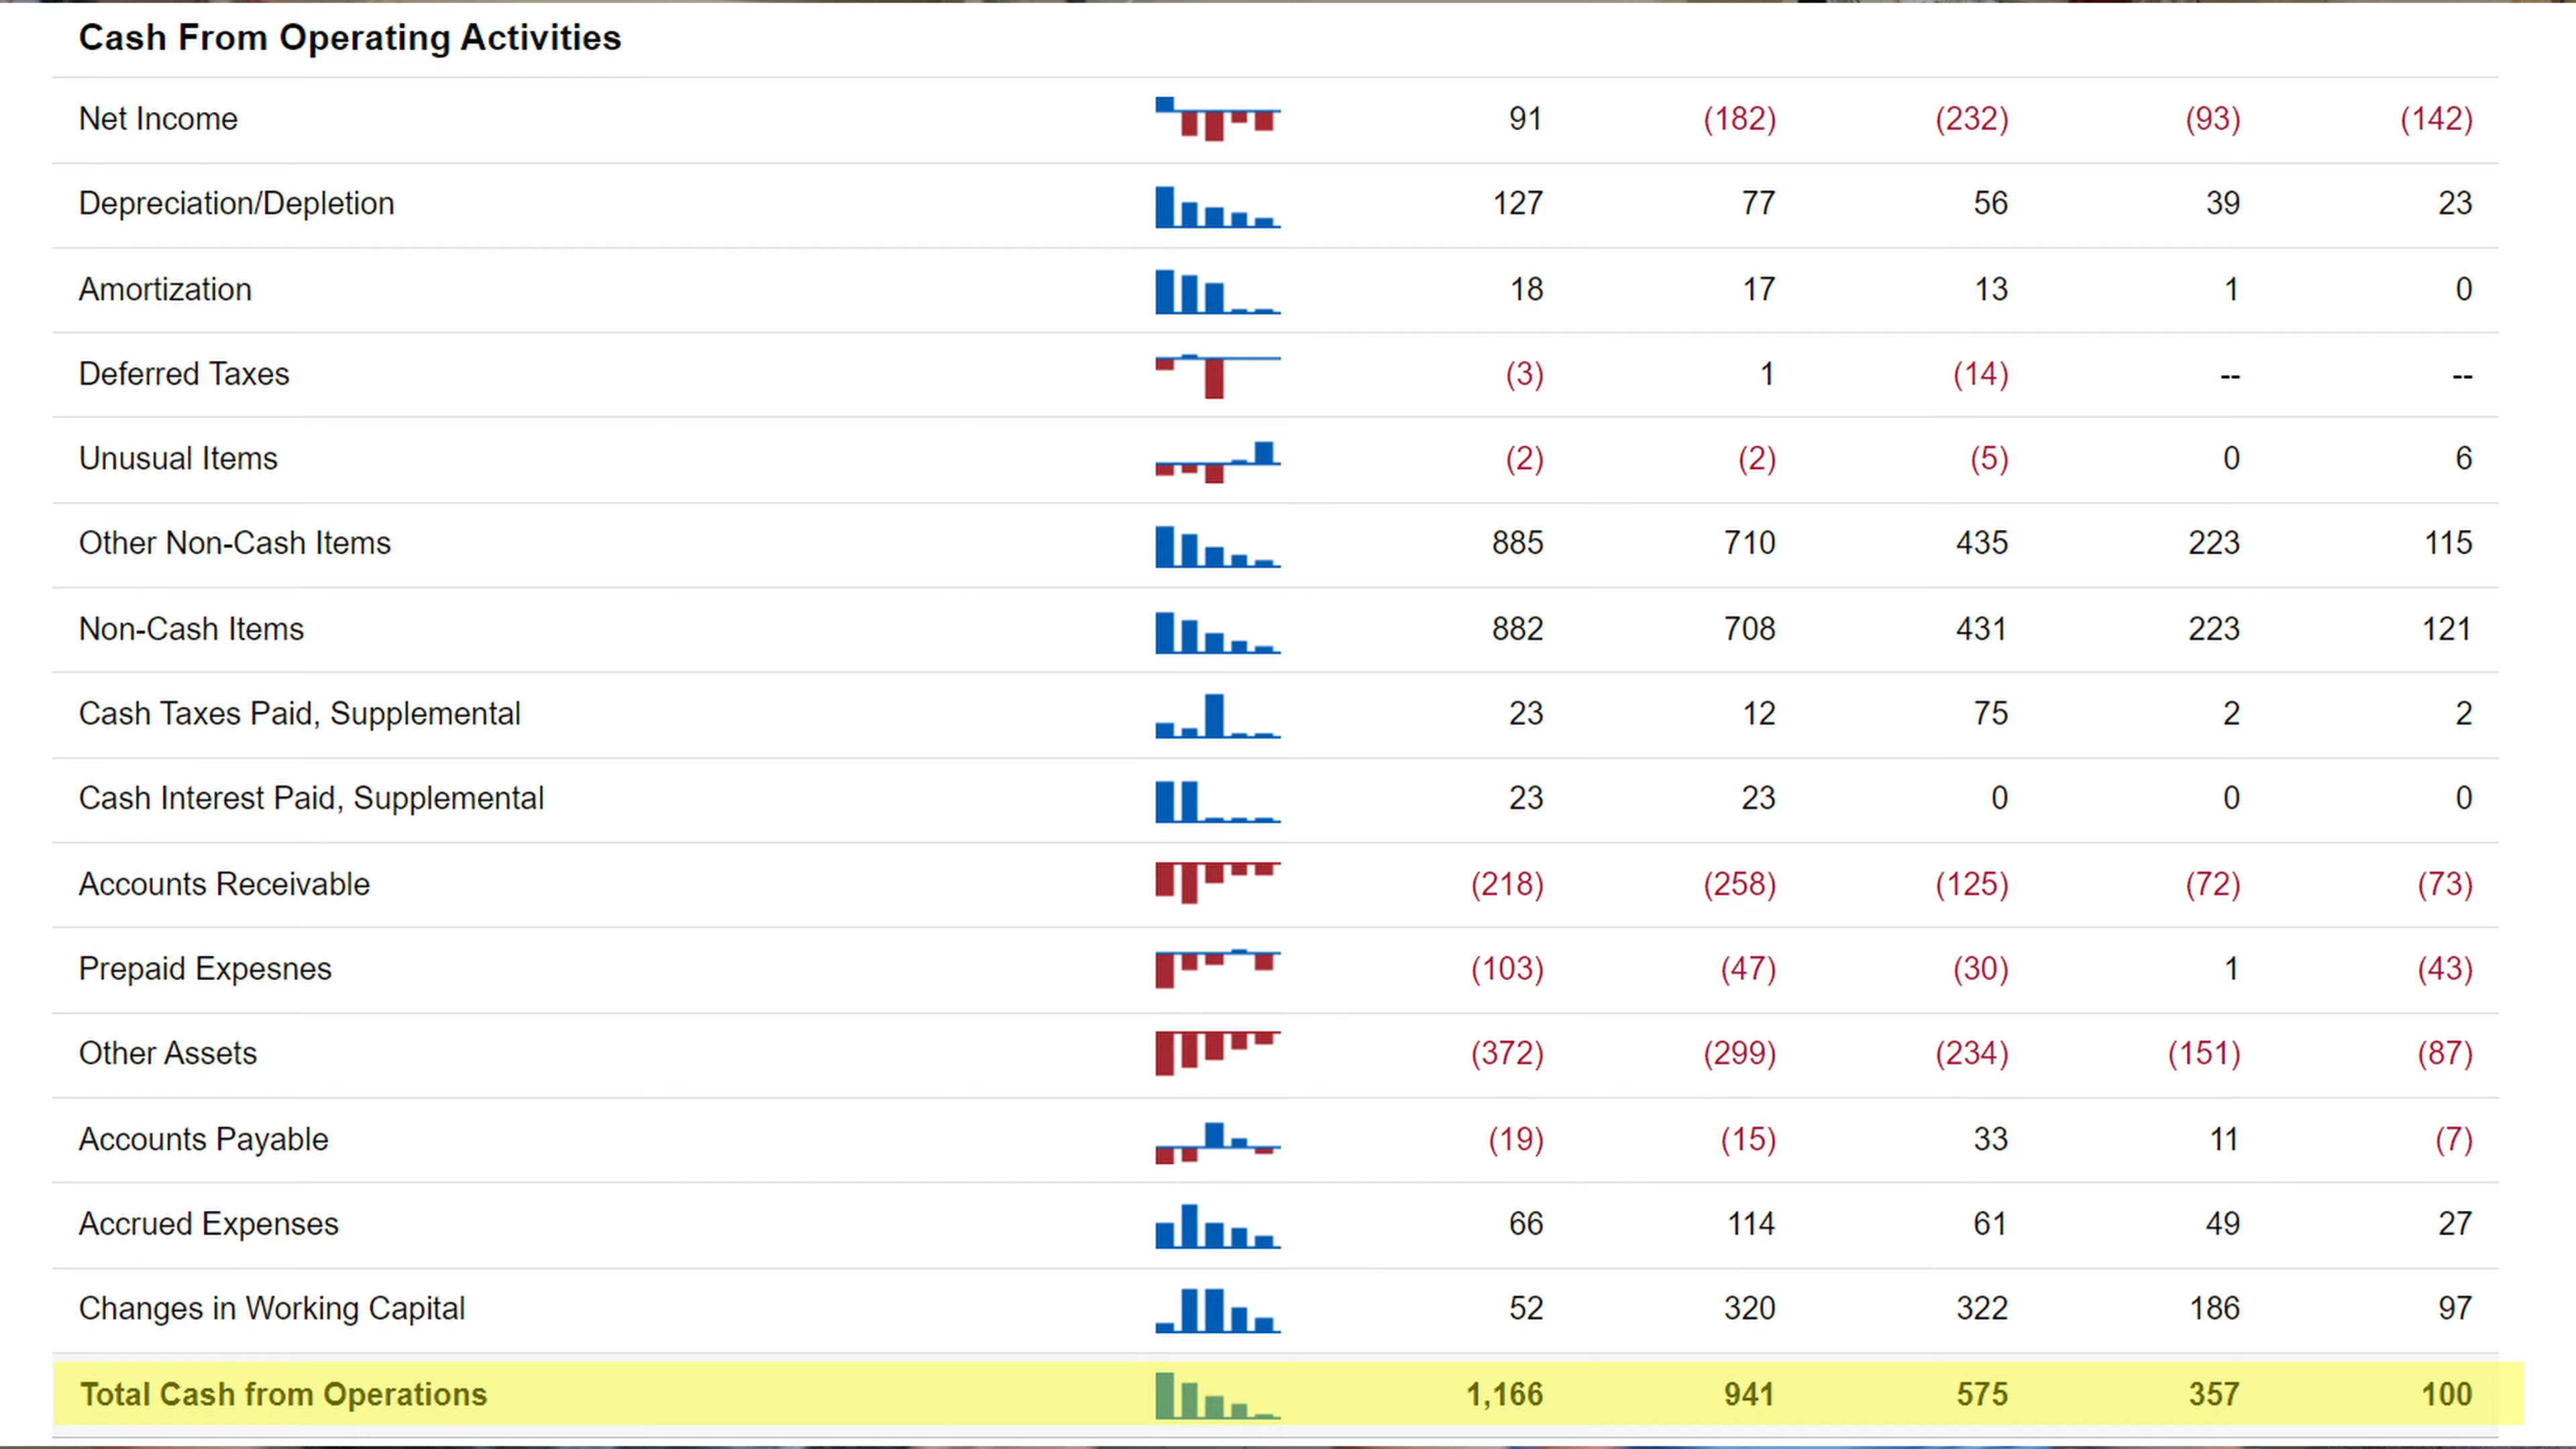 Cash From Operating Activities
Net Income 91 (182) (232) (93) (142)
Depreciation/Depletion 127 77 56 39 23
Amortization 18 17 13 1 0
Deferred Taxes (3) 1 (14) -- --
Unusual Items (2) (2) (5) 0 6
Other Non-Cash Items 885 710 435 223 115
Non-Cash Items 882 708 431 223 121
Cash Taxes Paid, Supplemental 23 12 75 2 2
Cash Interest Paid, Supplemental 23 23 0 0 0
Accounts Receivable (218) (258) (125) (72) (73)
Prepaid Expesnes (103) (47) (30) 1 (43)
Other Assets (372) (299) (234) (151) (87)
Accounts Payable (19) (15) 33 11 (7)
Accrued Expenses 66 114 61 49 27
Changes in Working Capital 52 320 322 186 97
Total Cash from Operations 1,166 941 575 357 100